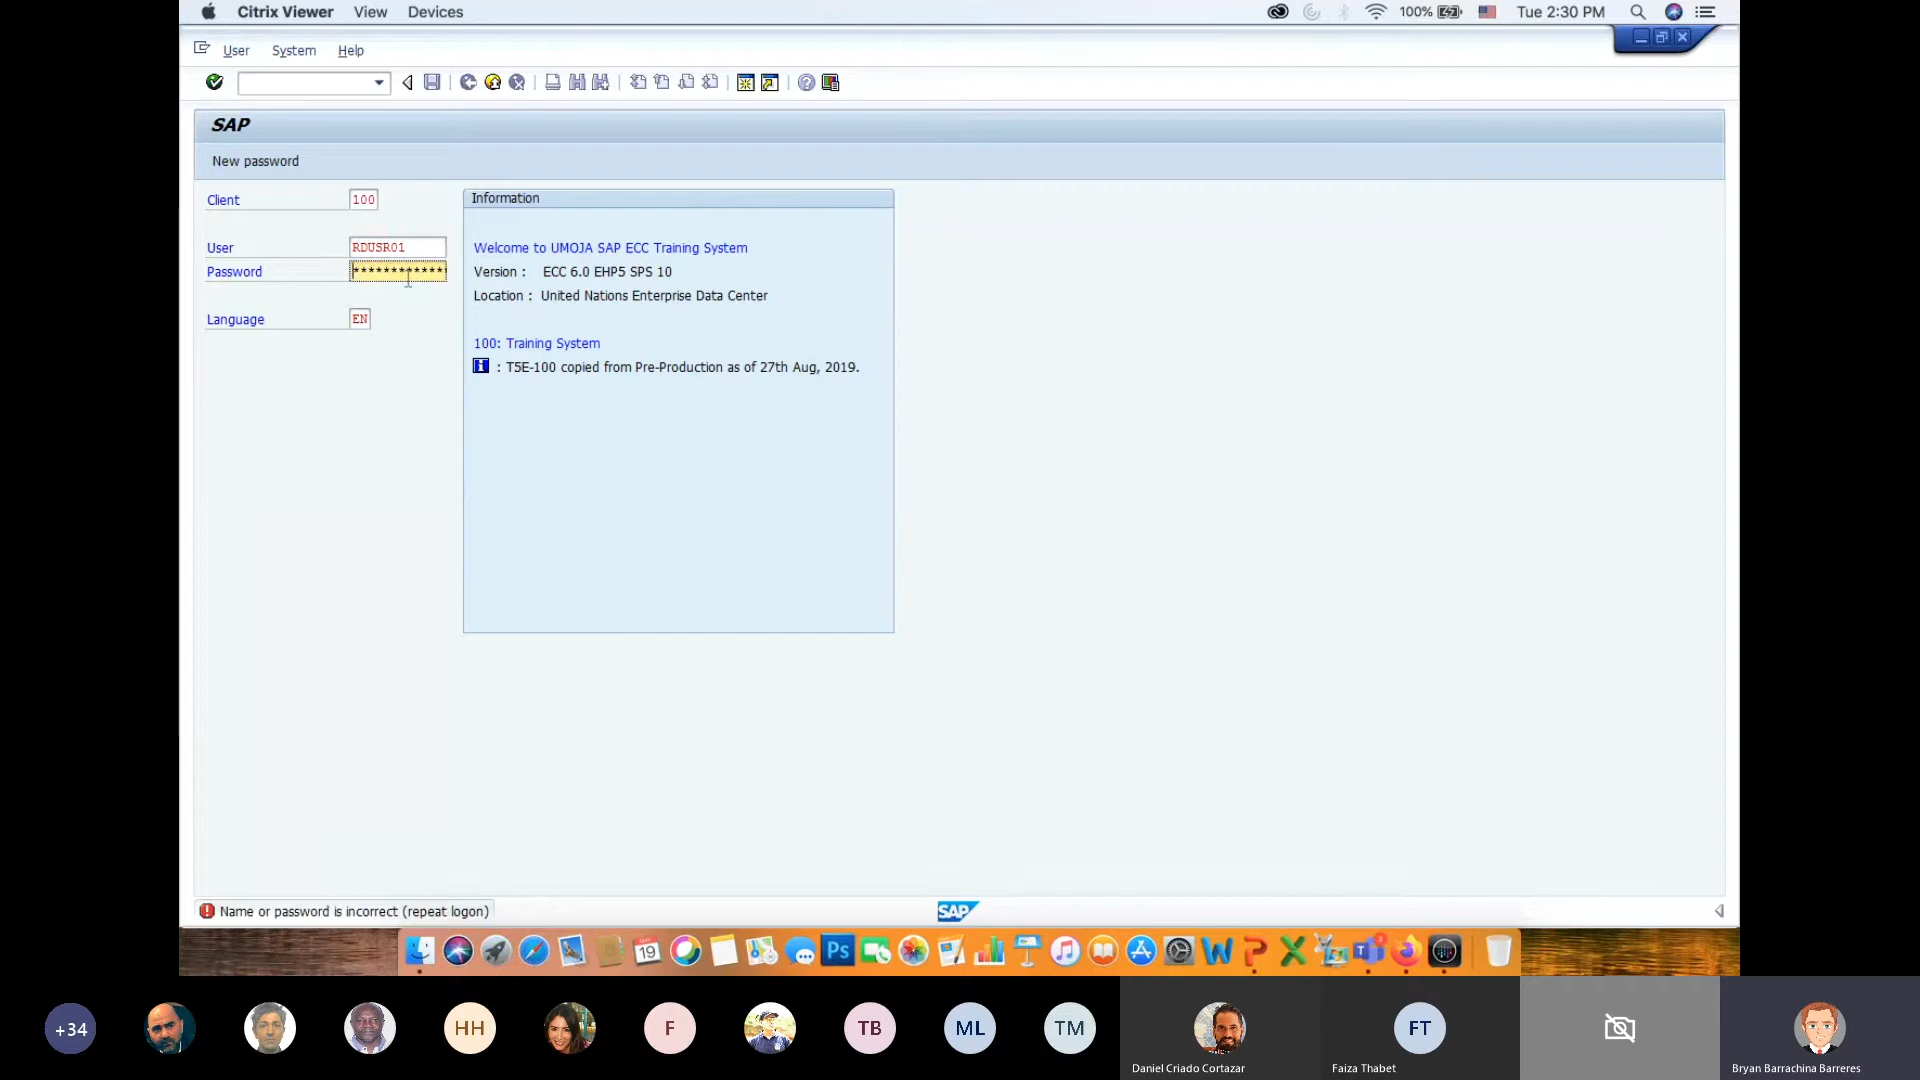 Citrix Viewer View Devices 100% Tue 2:30 PM
User System Help
SAP
New password
Client 100
User RDUSR01
Password ************
Language EN
Information
Welcome to UMOJA SAP ECC Training System
Version : ECC 6.0 EHP5 SPS 10
Location : United Nations Enterprise Data Center
100: Training System
: T5E-100 copied from Pre-Production as of 27th Aug, 2019.
Name or password is incorrect (repeat logon)
SAP
19
Ps
+34
HH
F
TB
ML
TM
FT
Daniel Criado Cortazar
Faiza Thabet
Bryan Barrachina Barreres